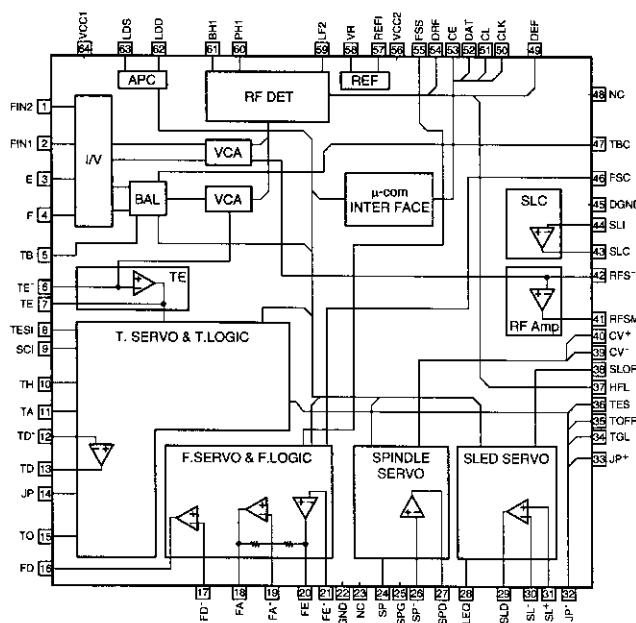 VCC1 LDS LDD BH1 PH1 LF2 VR REFI VCC2 FSS DRF CE DAT CL CLK DEF
64 63 62 61 60 59 58 57 56 55 54 53 52 51 50 49
APC
RF DET
REF
FIN2 1
FIN1 2
E 3
F 4
TB 5
TE⁻ 6
TE 7
TESI 8
SCI 9
TH 10
TA 11
TD⁻ 12
TD 13
JP 14
TO 15
FD 16
I/V
VCA
BAL
VCA
μ-com
INTER FACE
TE
T. SERVO & T.LOGIC
F.SERVO & F.LOGIC
SPINDLE
SERVO
SLED SERVO
SLC
RF Amp
48 NC
47 TBC
46 FSC
45 DGND
44 SLI
43 SLC
42 RFS⁻
41 RFSM
40 CV⁺
39 CV⁻
38 SLOF
37 HFL
36 TES
35 TOFF
34 TGL
33 JP⁺
17 18 19 20 21 22 23 24 25 26 27 28 29 30 31 32
FD⁻ FA FA⁻ FE FE⁻ GND NC SP SPG SP⁻ SPD LEQ SLD SL⁻ SL⁺ JP⁻